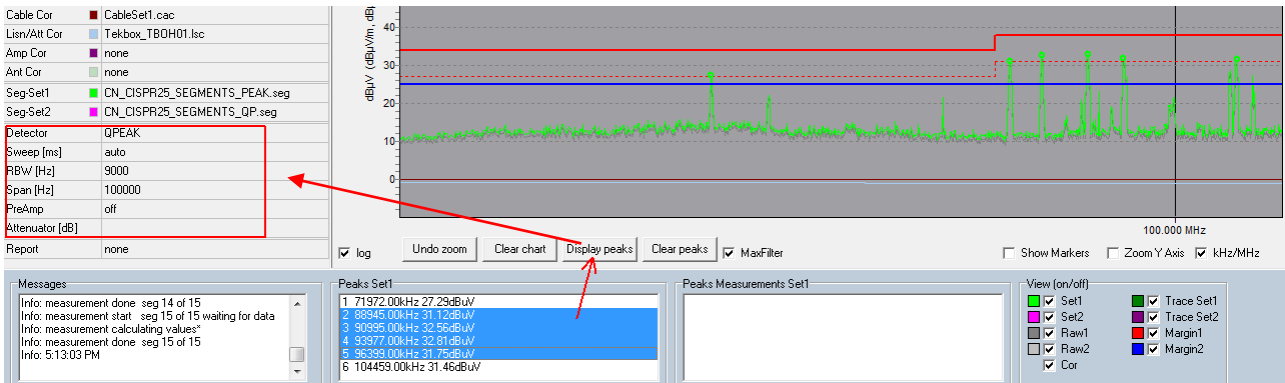 Cable Cor CableSet1.cac
Lisn/Att Cor Tekbox_TBOH01.lsc
Amp Cor none
Ant Cor none
Seg-Set1 CN_CISPR25_SEGMENTS_PEAK.seg
Seg-Set2 CN_CISPR25_SEGMENTS_QP.seg
Detector QPEAK
Sweep [ms] auto
RBW [Hz] 9000
Span [Hz] 100000
PreAmp off
Attenuator [dB]
Report none
dBµV (dBµV/m, dBµ
40
30
20
10
0
100.000 MHz
log Undo zoom Clear chart Display peaks Clear peaks MaxFilter Show Markers Zoom Y Axis kHz/MHz
Messages
Info: measurement done seg 14 of 15
Info: measurement start seg 15 of 15 waiting for data
Info: measurement calculating values*
Info: measurement done seg 15 of 15
Info: 5:13:03 PM
Peaks Set1
1 71972.00kHz 27.29dBuV
2 88945.00kHz 31.12dBuV
3 90995.00kHz 32.56dBuV
4 93977.00kHz 32.81dBuV
5 96399.00kHz 31.75dBuV
6 104459.00kHz 31.46dBuV
Peaks Measurements Set1
View (on/off)
Set1 Trace Set1
Set2 Trace Set2
Raw1 Margin1
Raw2 Margin2
Cor